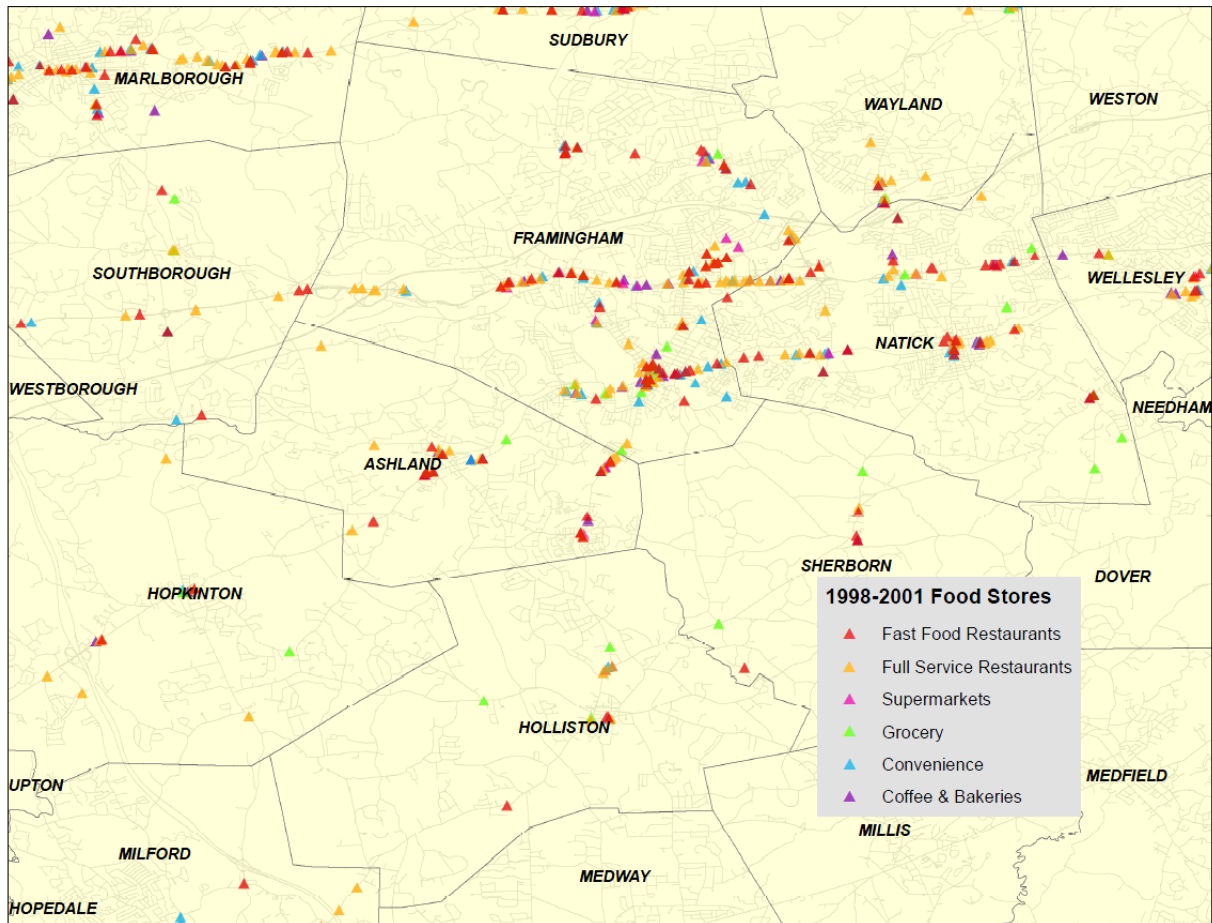 SUDBURY
MARLBOROUGH
WAYLAND
WESTON
FRAMINGHAM
SOUTHBOROUGH
WELLESLEY
NATICK
WESTBOROUGH
NEEDHAM
ASHLAND
SHERBORN
DOVER
HOPKINTON
1998-2001 Food Stores
Fast Food Restaurants
Full Service Restaurants
Supermarkets
Grocery
Convenience
Coffee & Bakeries
HOLLISTON
UPTON
MEDFIELD
MILLIS
MILFORD
MEDWAY
HOPEDALE